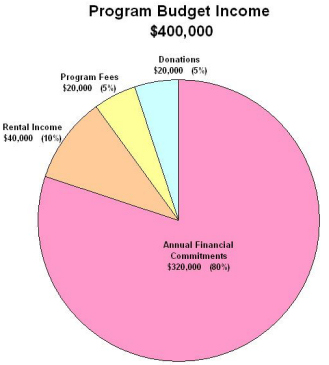 Program Budget Income
$400,000
Donations
$20,000 (5%)
Program Fees
$20,000 (5%)
Rental Income
$40,000 (10%)
Annual Financial
Commitments
$320,000 (80%)